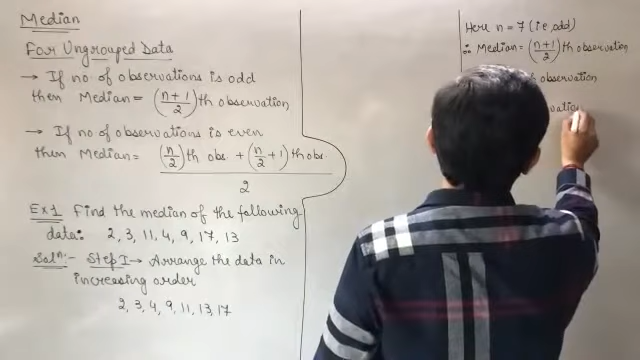 Median
For Ungrouped Data
→ If no. of observations is odd
then Median = (n+1/2)th observation
→ If no. of observations is even
then Median = (n/2)th obs + (n/2+1)th obs. / 2
Ex1 Find the median of the following
data: 2, 3, 11, 4, 9, 17, 13
Solⁿ:- Step I → Arrange the data in
increasing order
2, 3, 4, 9, 11, 13, 17
Here n = 7 (i.e, odd)
∴ Median = (n+1/2)th observation
observation